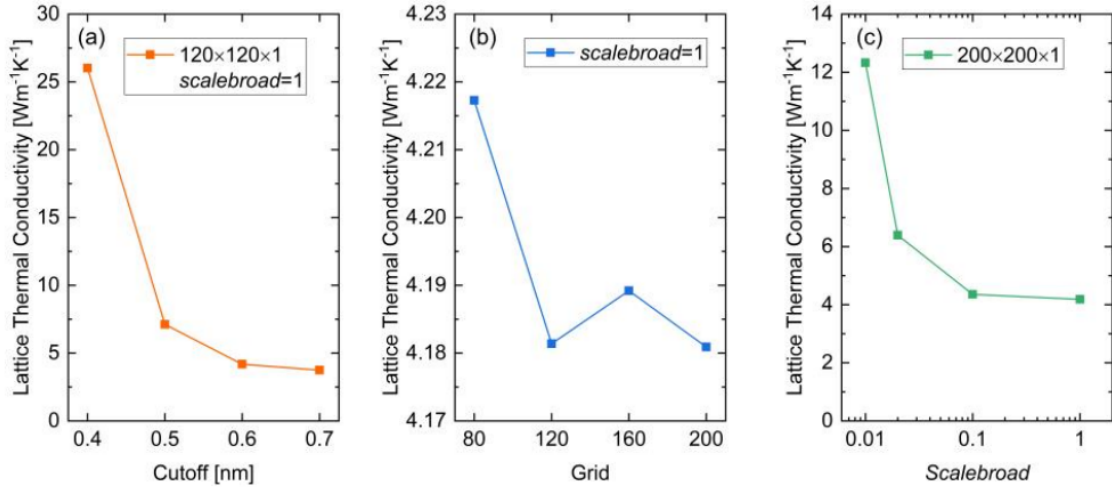 (a)
120×120×1
scalebroad=1
30
25
20
15
10
5
0
0.4 0.5 0.6 0.7
Cutoff [nm]
Lattice Thermal Conductivity [Wm⁻¹K⁻¹]
(b)
scalebroad=1
4.23
4.22
4.21
4.20
4.19
4.18
4.17
80 120 160 200
Grid
Lattice Thermal Conductivity [Wm⁻¹K⁻¹]
(c)
200×200×1
14
12
10
8
6
4
2
0
0.01 0.1 1
Scalebroad
Lattice Thermal Conductivity [Wm⁻¹K⁻¹]